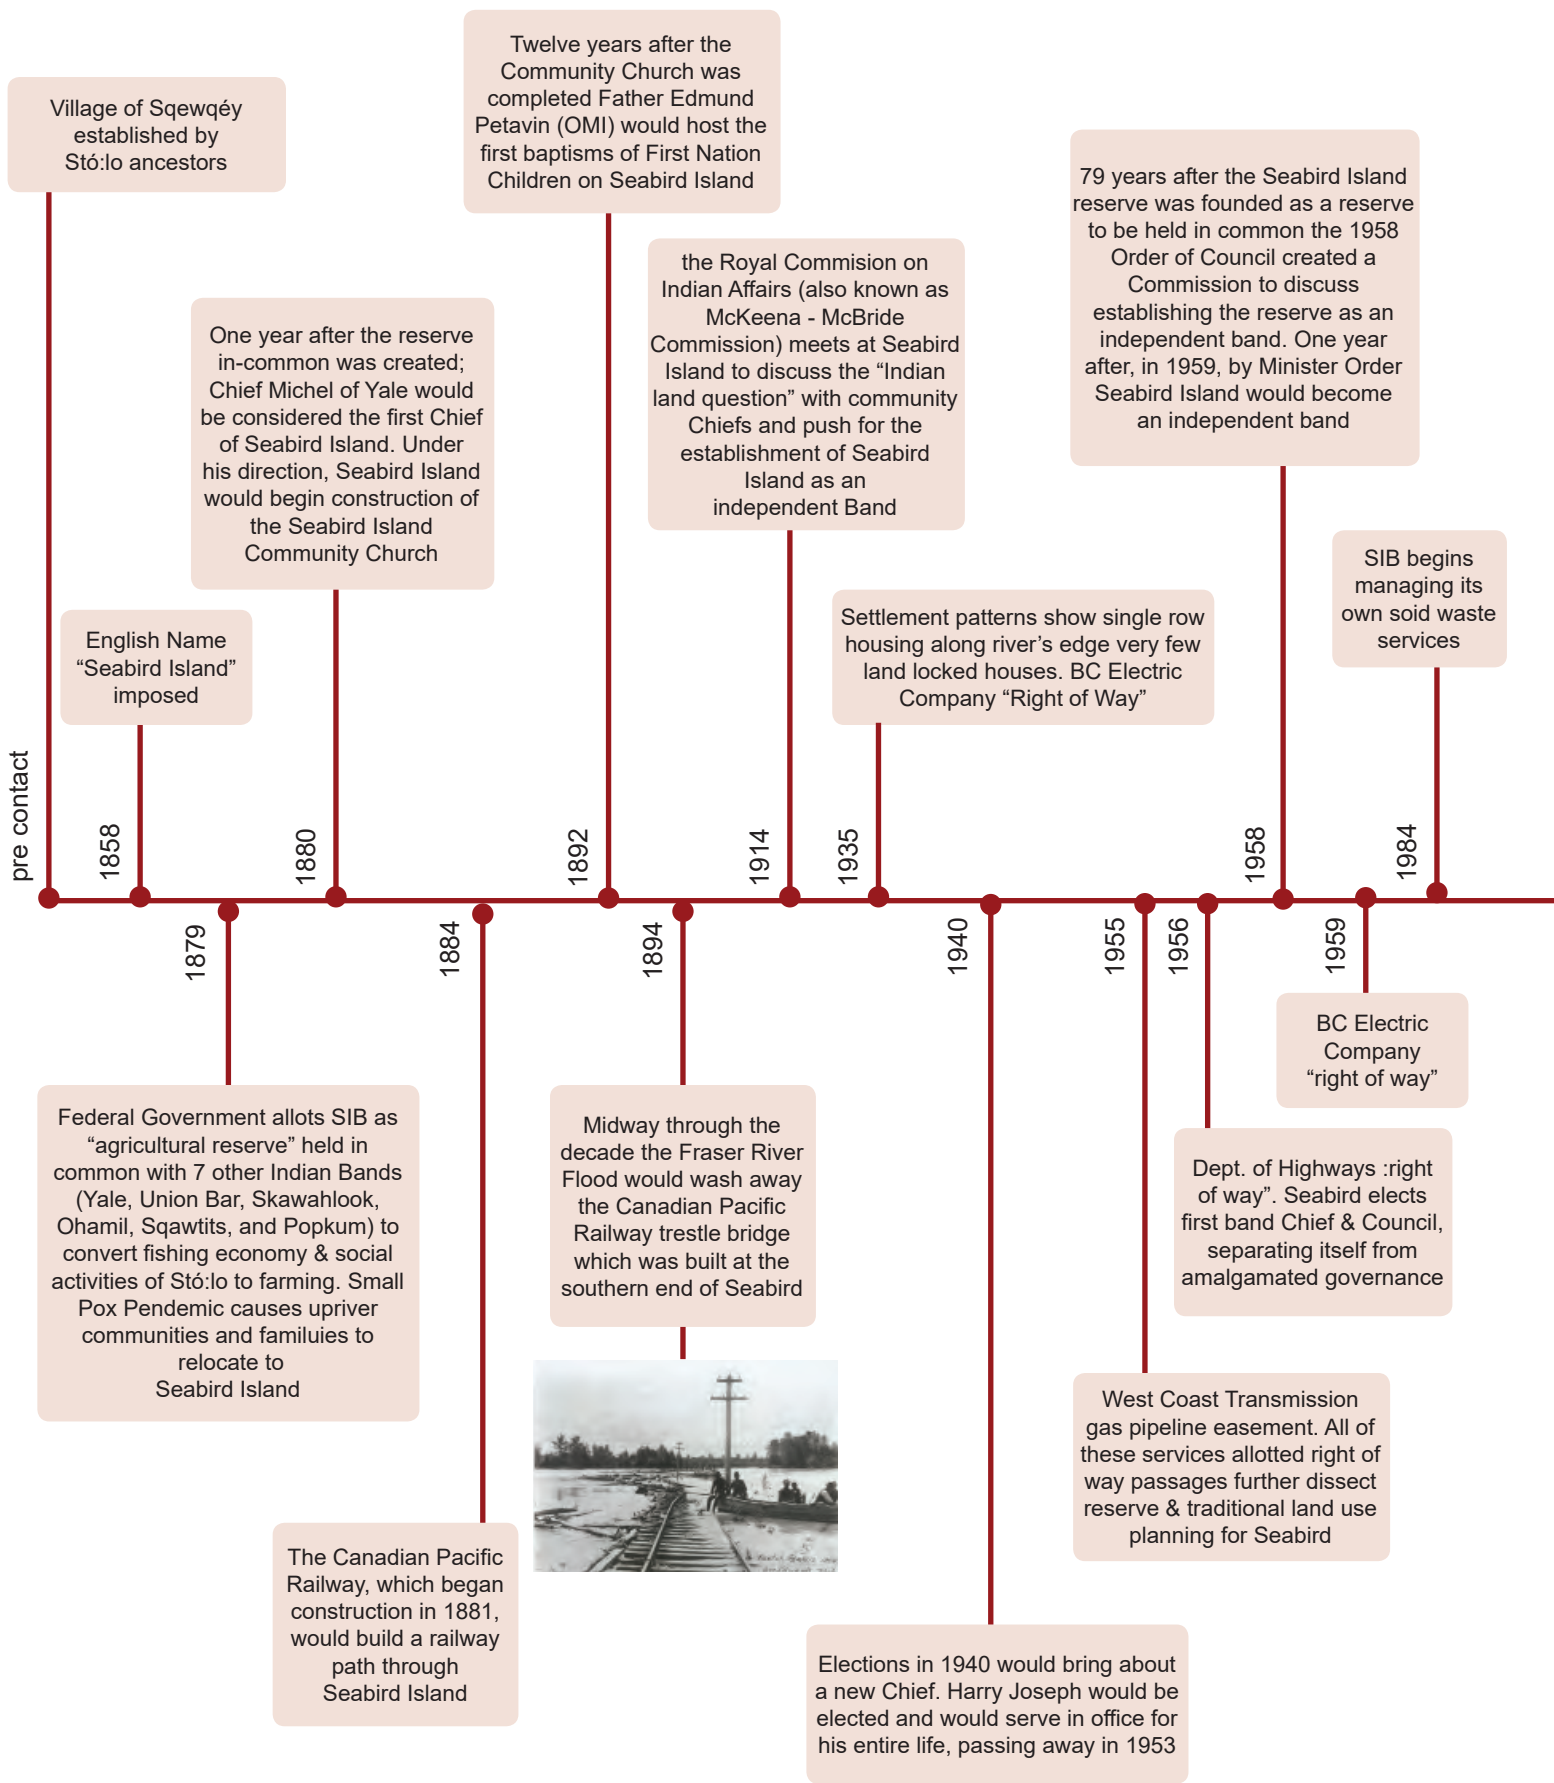 Village of Sqewqéy
established by
Stó:lo ancestors
pre contact
English Name
“Seabird Island”
imposed
1858
Federal Government allots SIB as
“agricultural reserve” held in
common with 7 other Indian Bands
(Yale, Union Bar, Skawahlook,
Ohamil, Sqawtits, and Popkum) to
convert fishing economy & social
activities of Stó:lo to farming. Small
Pox Pendemic causes upriver
communities and familuies to
relocate to
Seabird Island
1879
One year after the reserve
in-common was created;
Chief Michel of Yale would
be considered the first Chief
of Seabird Island. Under
his direction, Seabird Island
would begin construction of
the Seabird Island
Community Church
1880
The Canadian Pacific
Railway, which began
construction in 1881,
would build a railway
path through
Seabird Island
1884
Twelve years after the
Community Church was
completed Father Edmund
Petavin (OMI) would host the
first baptisms of First Nation
Children on Seabird Island
1892
Midway through the
decade the Fraser River
Flood would wash away
the Canadian Pacific
Railway trestle bridge
which was built at the
southern end of Seabird
1894
the Royal Commision on
Indian Affairs (also known as
McKeena - McBride
Commission) meets at Seabird
Island to discuss the “Indian
land question” with community
Chiefs and push for the
establishment of Seabird
Island as an
independent Band
1914
Settlement patterns show single row
housing along river’s edge very few
land locked houses. BC Electric
Company “Right of Way”
1935
Elections in 1940 would bring about
a new Chief. Harry Joseph would be
elected and would serve in office for
his entire life, passing away in 1953
1940
West Coast Transmission
gas pipeline easement. All of
these services allotted right of
way passages further dissect
reserve & traditional land use
planning for Seabird
1955
Dept. of Highways :right
of way”. Seabird elects
first band Chief & Council,
separating itself from
amalgamated governance
1956
79 years after the Seabird Island
reserve was founded as a reserve
to be held in common the 1958
Order of Council created a
Commission to discuss
establishing the reserve as an
independent band. One year
after, in 1959, by Minister Order
Seabird Island would become
an independent band
1958
BC Electric
Company
“right of way”
1959
SIB begins
managing its
own soid waste
services
1984